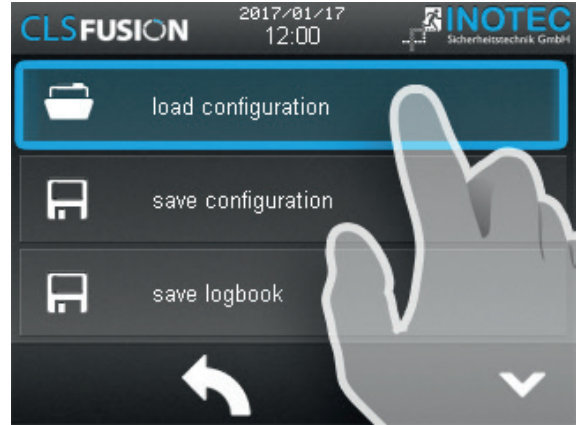 CLSFUSION
2017/01/17
12:00
INOTEC
Sicherheitstechnik GmbH
load configuration
save configuration
save logbook